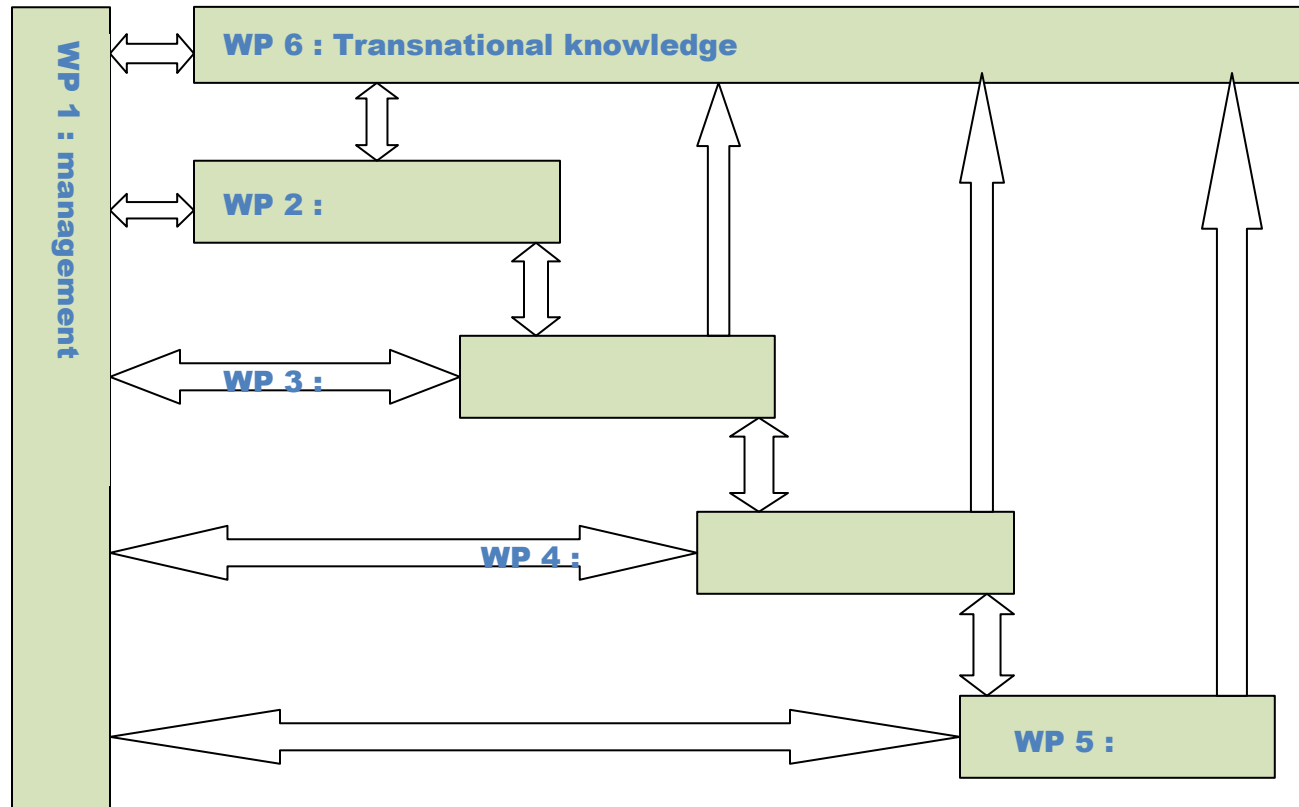 WP 1 : management
WP 6 : Transnational knowledge
WP 2 :
WP 3 :
WP 4 :
WP 5 :